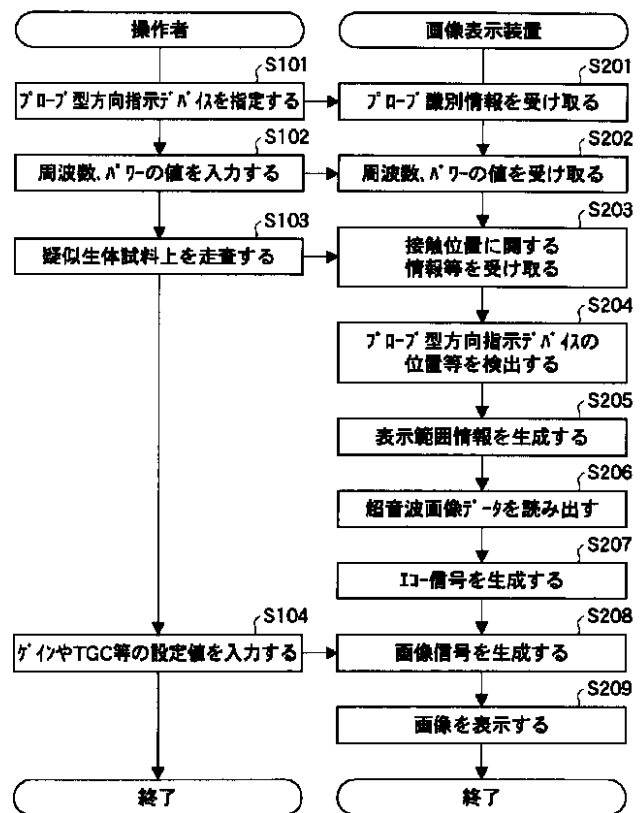 操作者
画像表示装置
S101
プローブ型方向指示デバイスを指定する
S201
プローブ識別情報を受け取る
S102
周波数、パワーの値を入力する
S202
周波数、パワーの値を受け取る
S103
疑似生体試料上を走査する
S203
接触位置に関する
情報等を受け取る
S204
プローブ型方向指示デバイスの
位置等を検出する
S205
表示範囲情報を生成する
S206
超音波画像データを読み出す
S207
エコー信号を生成する
S104
ゲインやTGC等の設定値を入力する
S208
画像信号を生成する
S209
画像を表示する
終了
終了